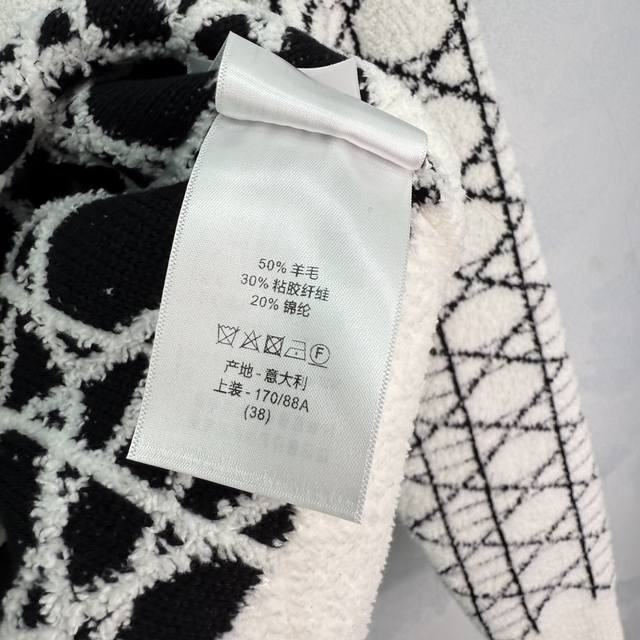 50% 羊毛
30% 粘胶纤维
20% 锦纶
F
产地 - 意大利
上装 - 170/88A
(38)